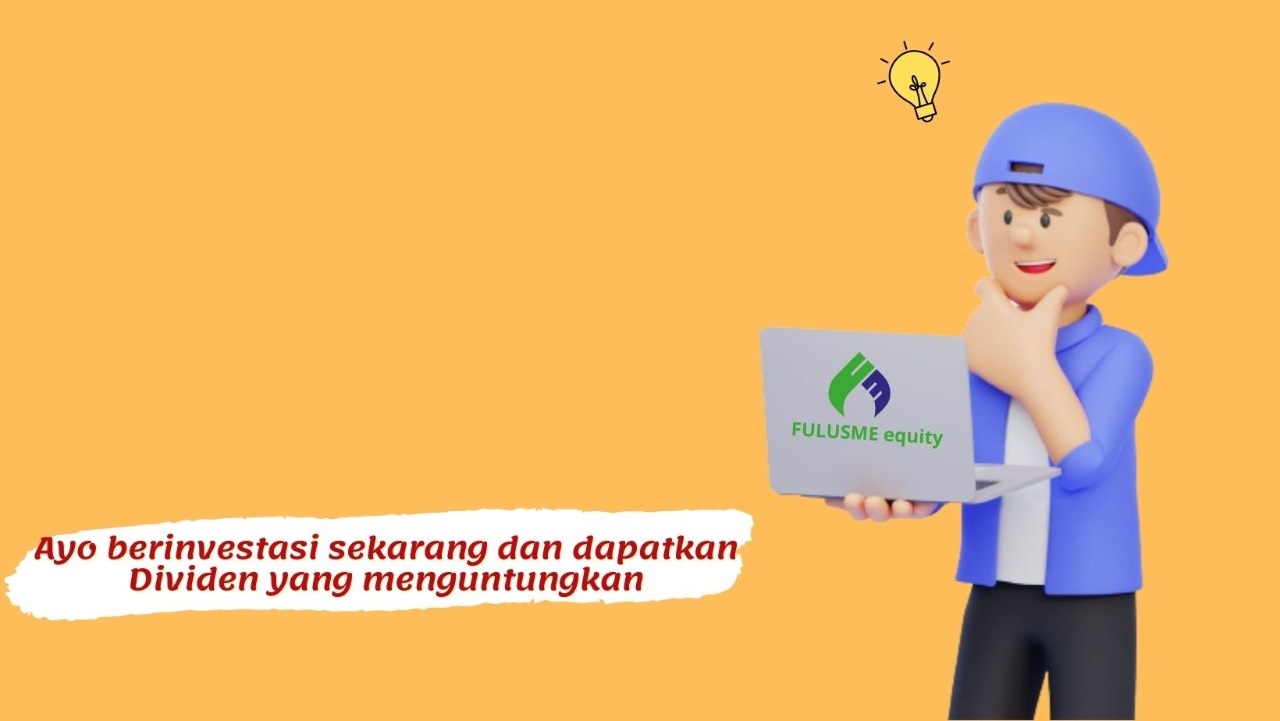 FULUSME equity
Ayo berinvestasi sekarang dan dapatkan
Dividen yang menguntungkan